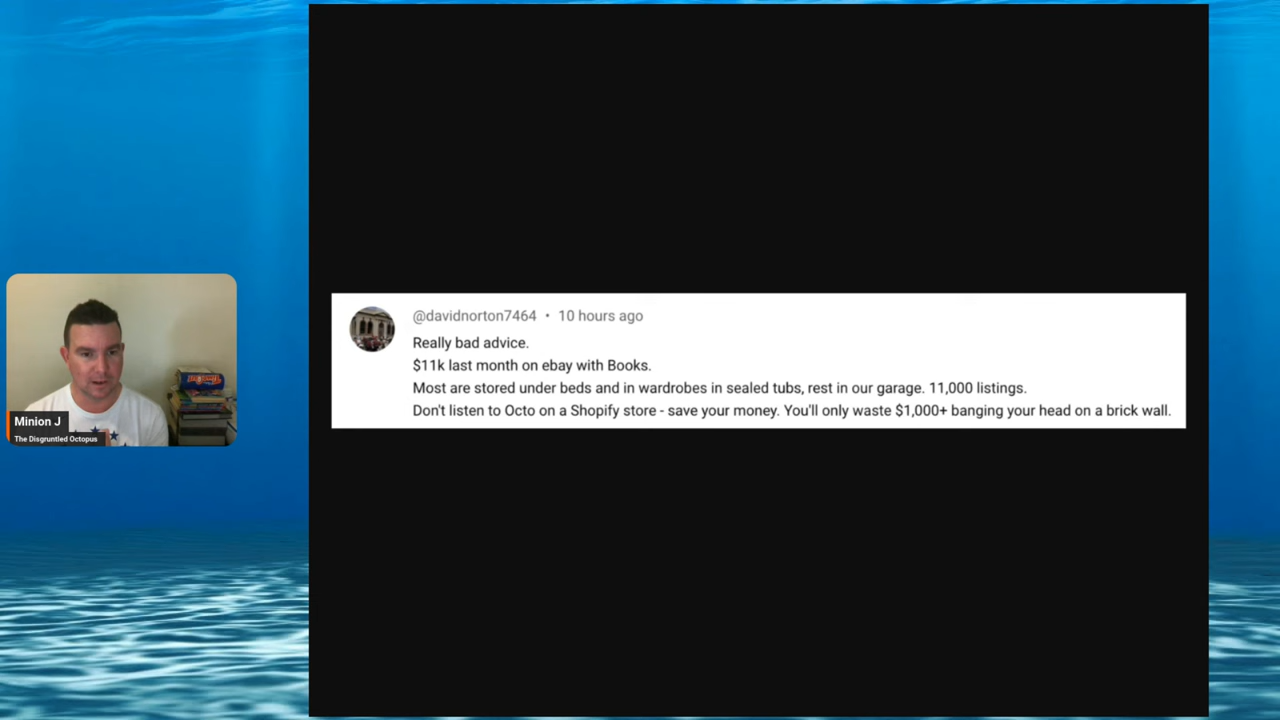 @davidnorton7464 • 10 hours ago
Really bad advice.
$11k last month on ebay with Books.
Most are stored under beds and in wardrobes in sealed tubs, rest in our garage. 11,000 listings.
Don't listen to Octo on a Shopify store - save your money. You'll only waste $1,000+ banging your head on a brick wall.
Minion J
The Disgruntled Octopus